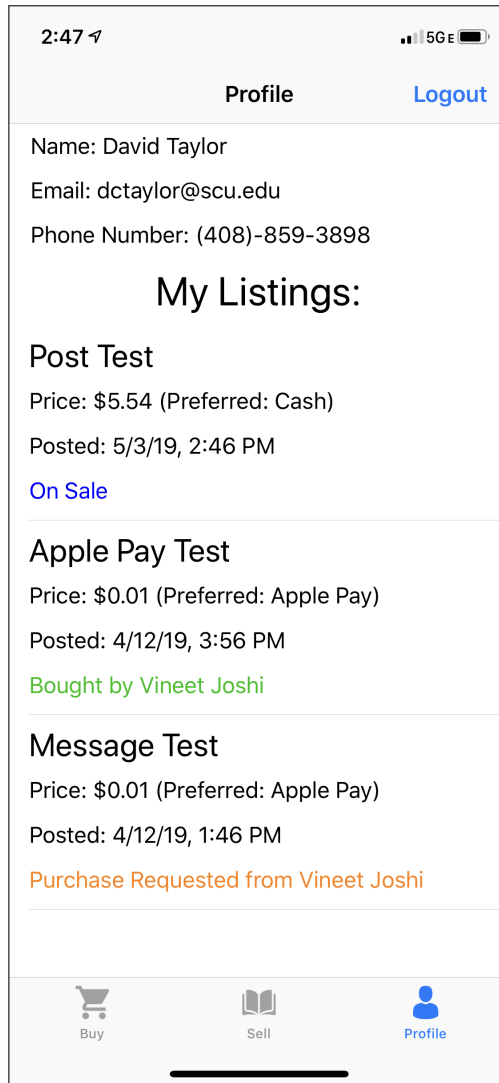 2:47
5GE
Profile
Logout
Name: David Taylor
Email: dctaylor@scu.edu
Phone Number: (408)-859-3898
My Listings:
Post Test
Price: $5.54 (Preferred: Cash)
Posted: 5/3/19, 2:46 PM
On Sale
Apple Pay Test
Price: $0.01 (Preferred: Apple Pay)
Posted: 4/12/19, 3:56 PM
Bought by Vineet Joshi
Message Test
Price: $0.01 (Preferred: Apple Pay)
Posted: 4/12/19, 1:46 PM
Purchase Requested from Vineet Joshi
Buy
Sell
Profile